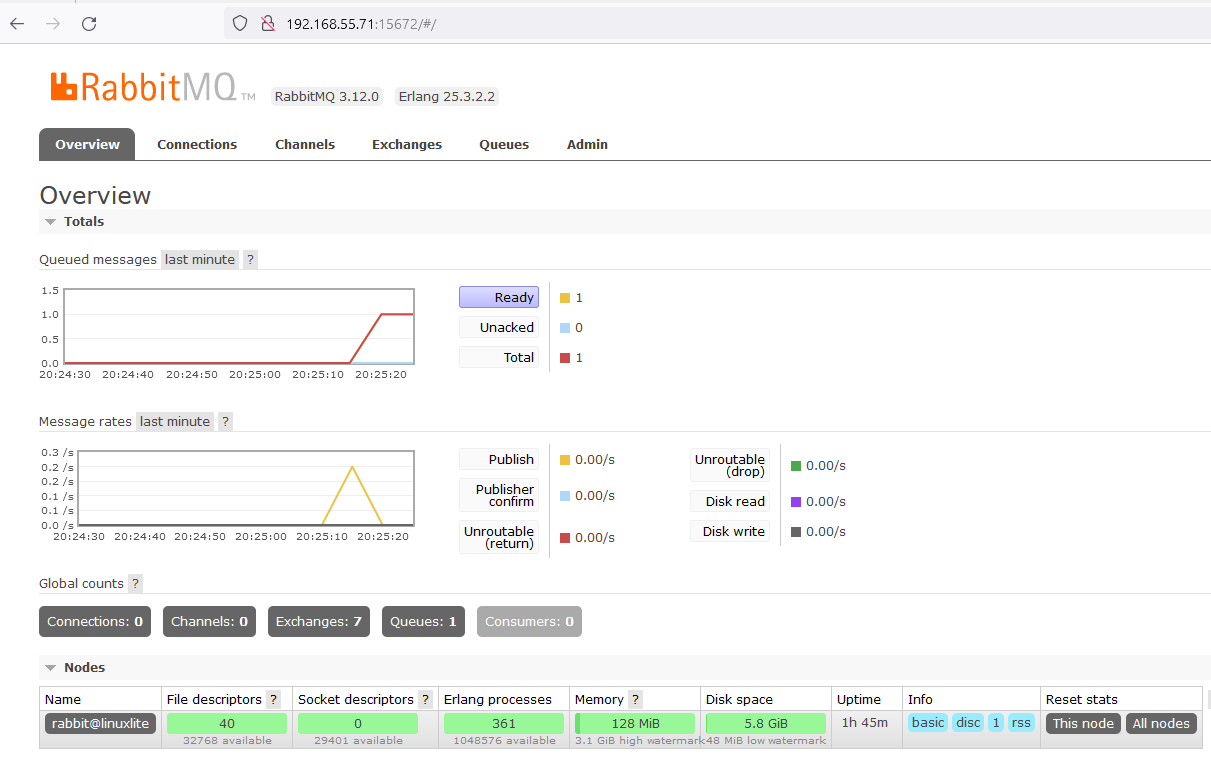 192.168.55.71:15672/#/
RabbitMQ TM RabbitMQ 3.12.0 Erlang 25.3.2.2
Overview Connections Channels Exchanges Queues Admin
Overview
Totals
Queued messages last minute ?
1.5
1.0
0.5
0.0
20:24:30 20:24:40 20:24:50 20:25:00 20:25:10 20:25:20
Ready 1
Unacked 0
Total 1
Message rates last minute ?
0.3 /s
0.2 /s
0.2 /s
0.1 /s
0.1 /s
0.0 /s
20:24:30 20:24:40 20:24:50 20:25:00 20:25:10 20:25:20
Publish 0.00/s
Publisher
confirm 0.00/s
Unroutable
(return) 0.00/s
Unroutable
(drop) 0.00/s
Disk read 0.00/s
Disk write 0.00/s
Global counts ?
Connections: 0 Channels: 0 Exchanges: 7 Queues: 1 Consumers: 0
Nodes
Name File descriptors ? Socket descriptors ? Erlang processes Memory ? Disk space Uptime Info Reset stats
rabbit@linuxlite 40 0 361 128 MiB 5.8 GiB 1h 45m basic disc 1 rss This node All nodes
32768 available 29401 available 1048576 available 3.1 GiB high watermark 48 MiB low watermark